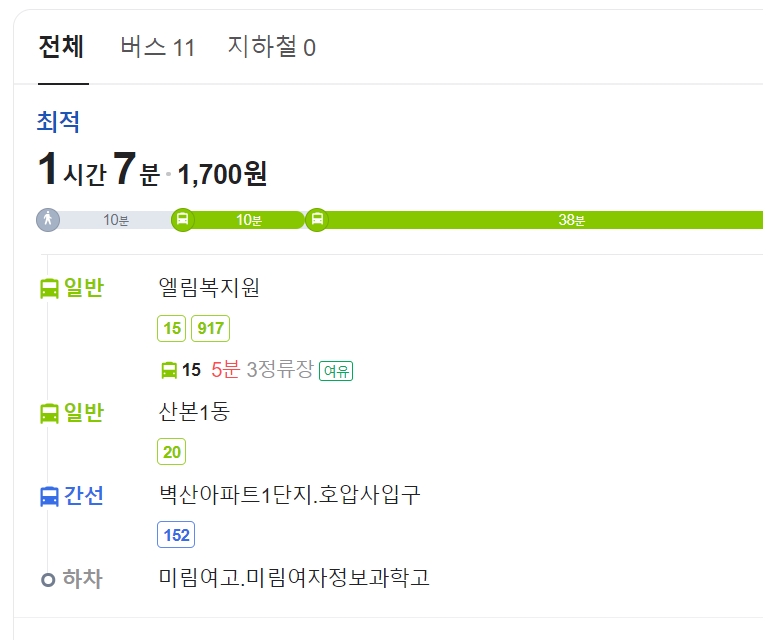 전체 버스 11 지하철 0
최적
1시간 7분 · 1,700원
10분 10분 38분
일반 엘림복지원
15 917
15 5분 3정류장 여유
일반 산본1동
20
간선 벽산아파트1단지.호압사입구
152
하차 미림여고.미림여자정보과학고